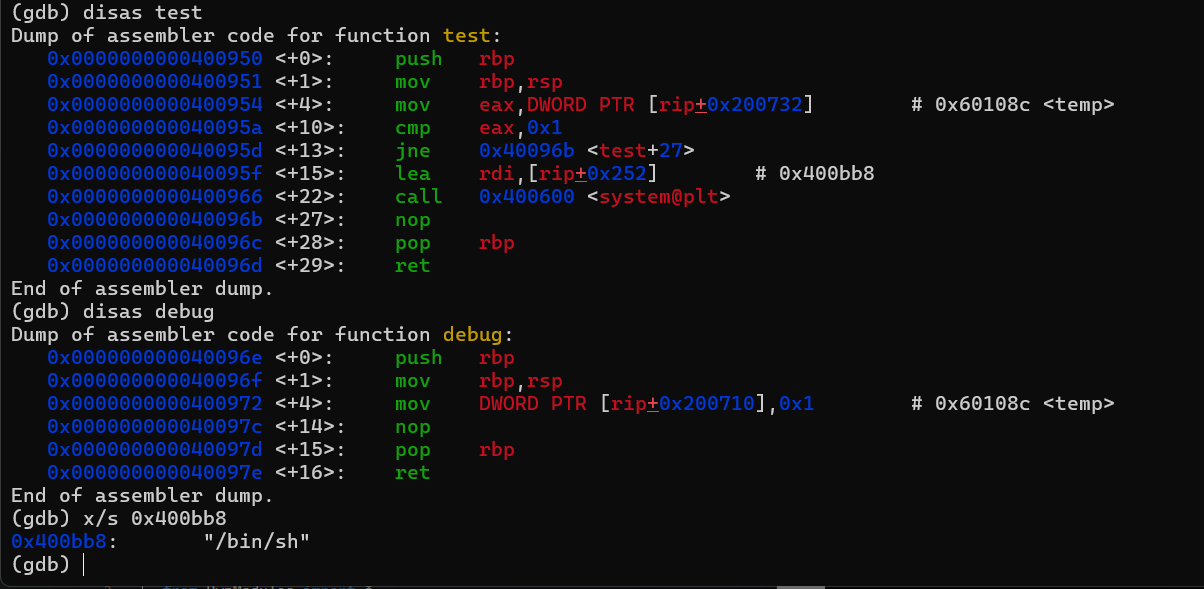 (gdb) disas test
Dump of assembler code for function test:
   0x0000000000400950 <+0>:     push   rbp
   0x0000000000400951 <+1>:     mov    rbp,rsp
   0x0000000000400954 <+4>:     mov    eax,DWORD PTR [rip+0x200732]        # 0x60108c <temp>
   0x000000000040095a <+10>:    cmp    eax,0x1
   0x000000000040095d <+13>:    jne    0x40096b <test+27>
   0x000000000040095f <+15>:    lea    rdi,[rip+0x252]        # 0x400bb8
   0x0000000000400966 <+22>:    call   0x400600 <system@plt>
   0x000000000040096b <+27>:    nop
   0x000000000040096c <+28>:    pop    rbp
   0x000000000040096d <+29>:    ret
End of assembler dump.
(gdb) disas debug
Dump of assembler code for function debug:
   0x000000000040096e <+0>:     push   rbp
   0x000000000040096f <+1>:     mov    rbp,rsp
   0x0000000000400972 <+4>:     mov    DWORD PTR [rip+0x200710],0x1        # 0x60108c <temp>
   0x000000000040097c <+14>:    nop
   0x000000000040097d <+15>:    pop    rbp
   0x000000000040097e <+16>:    ret
End of assembler dump.
(gdb) x/s 0x400bb8
0x400bb8:       "/bin/sh"
(gdb)